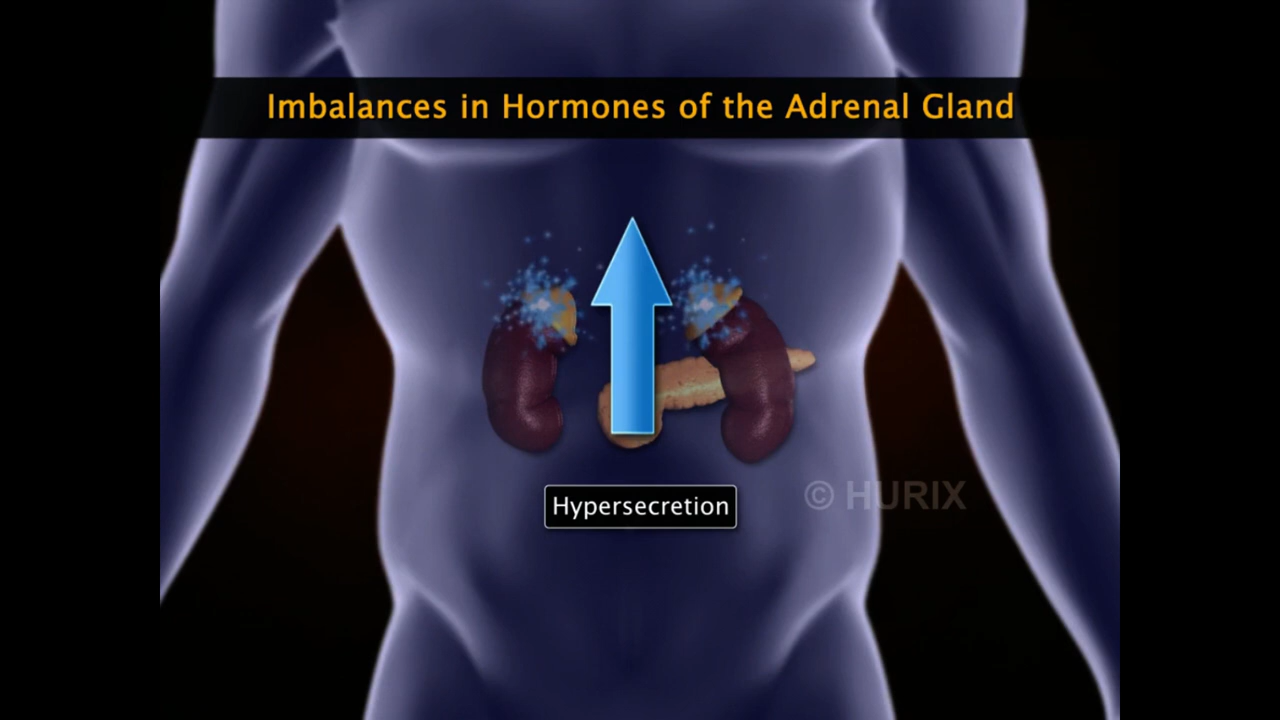 Imbalances in Hormones of the Adrenal Gland
Hypersecretion
© HURIX